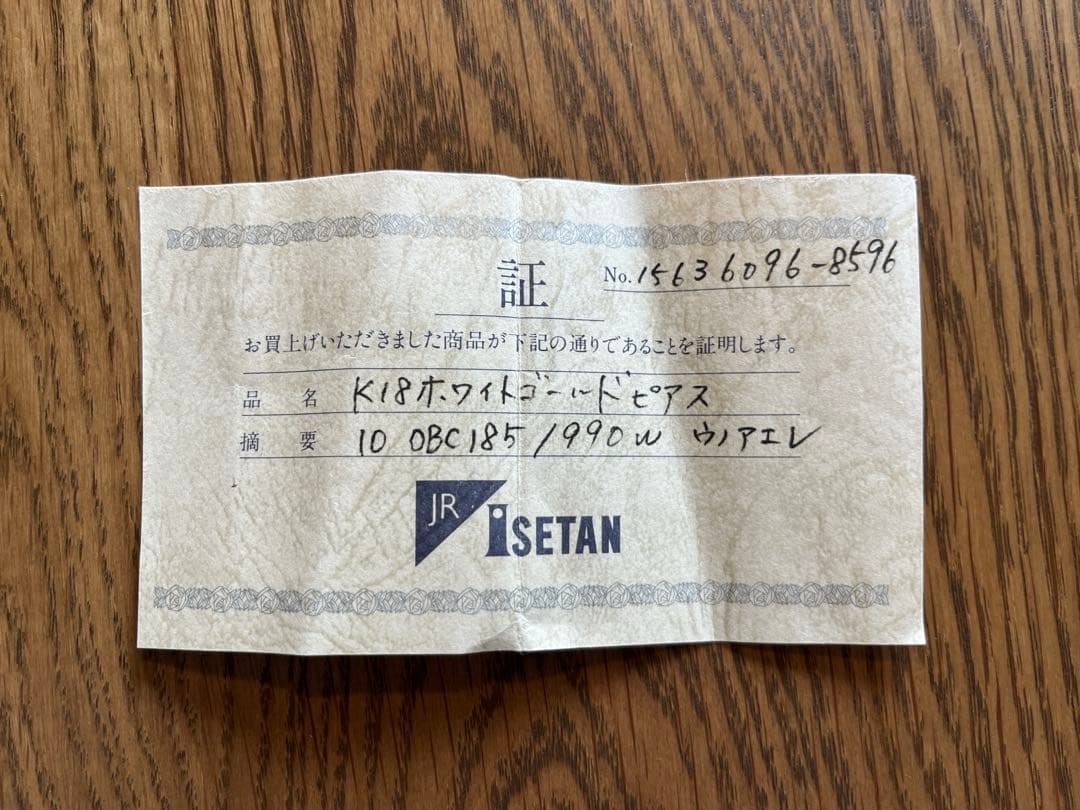 証
No. 15636096-8596
お買上げいただきました商品が下記の通りであることを証明します。
品 名 K18ホワイトゴールドピアス
摘 要 10 OBC185/990W ウノアエレ
JR ISETAN